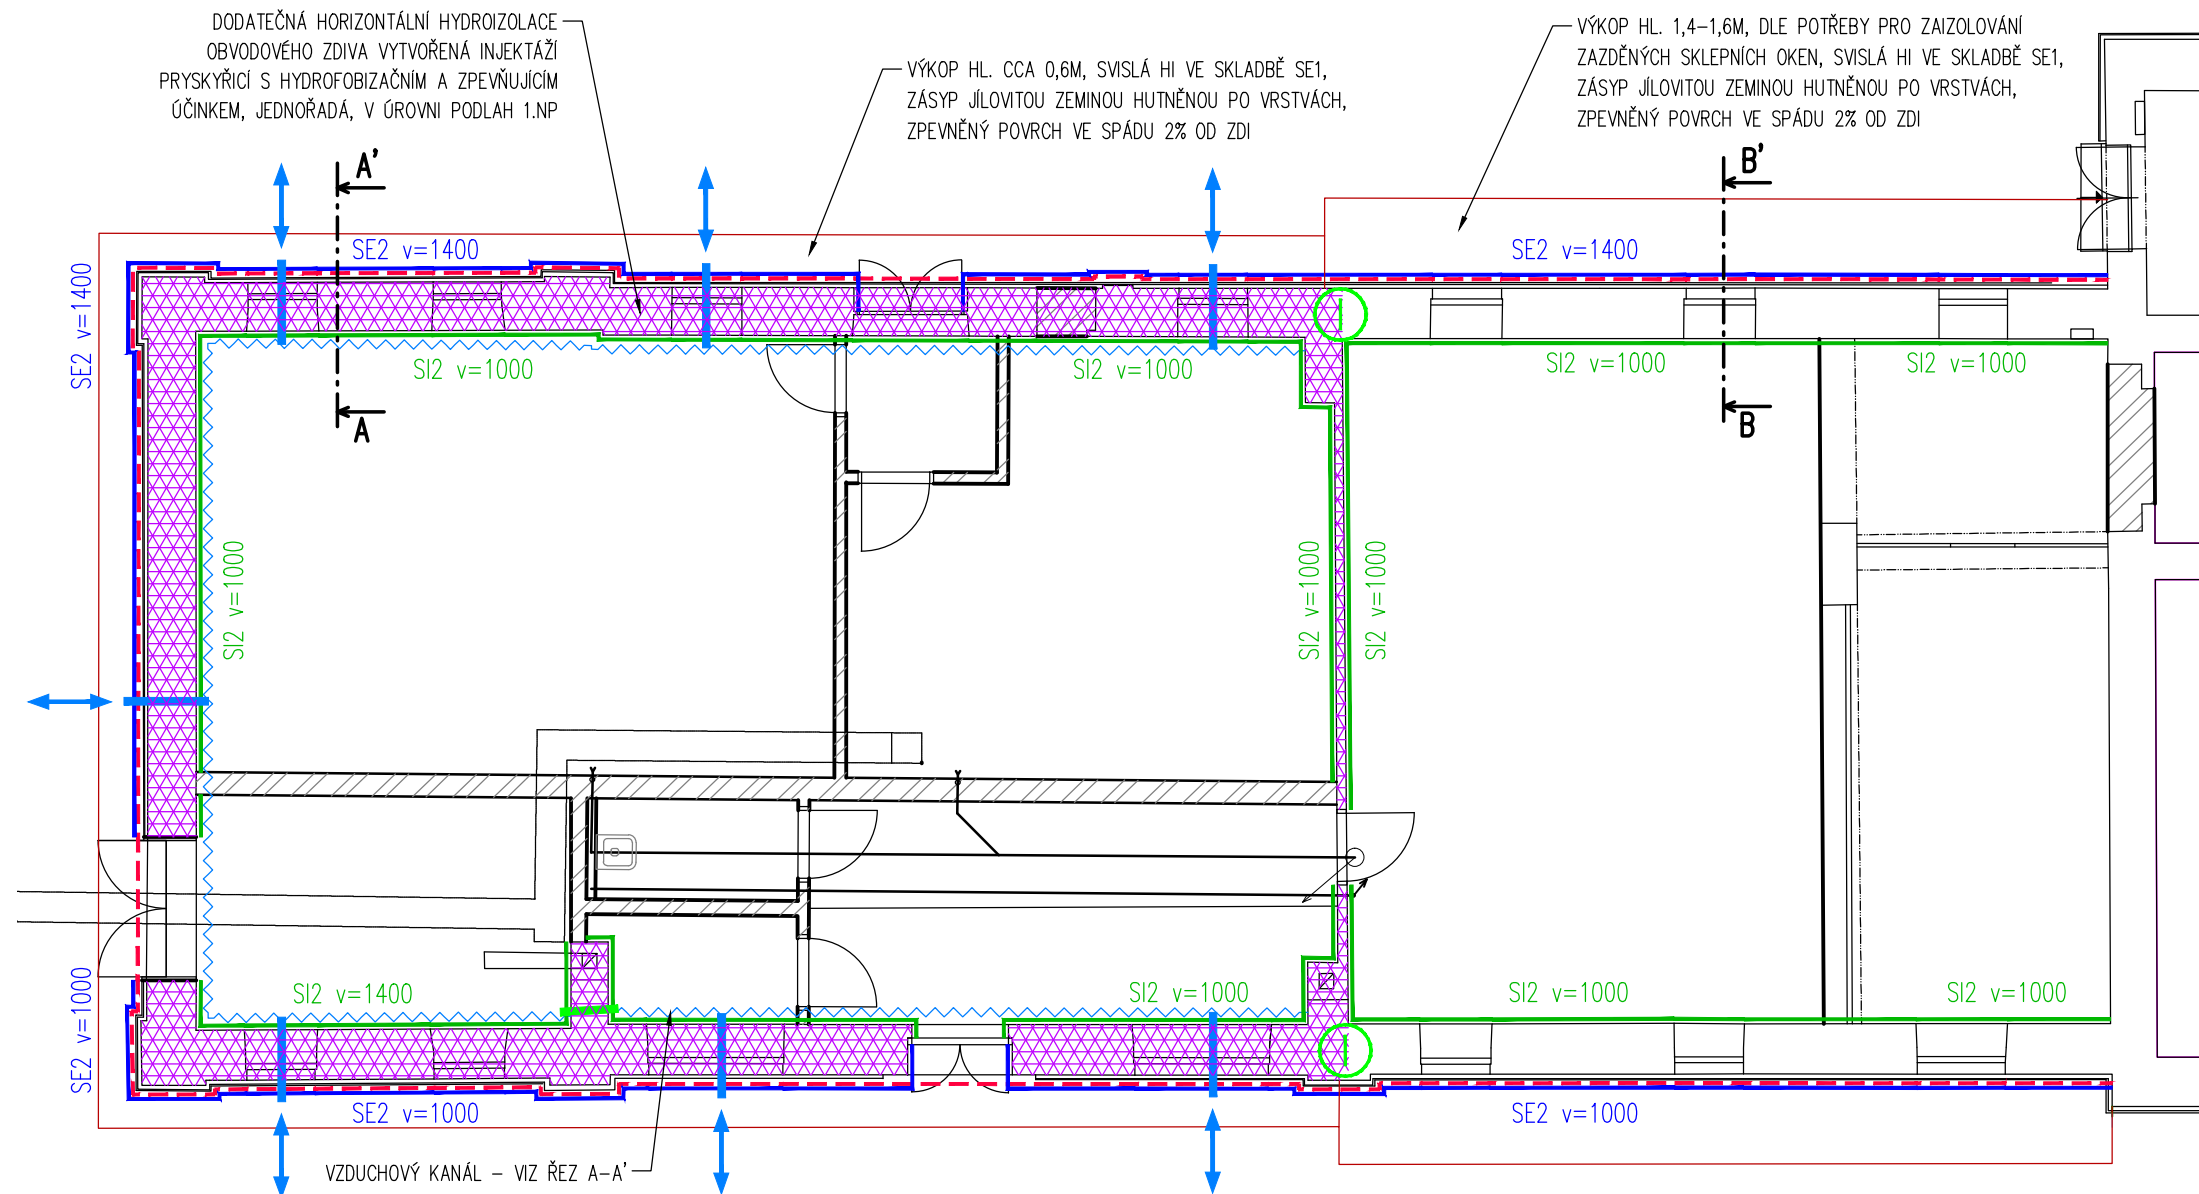 DODATEČNÁ HORIZONTÁLNÍ HYDROIZOLACE
OBVODOVÉHO ZDIVA VYTVOŘENÁ INJEKTÁŽÍ
PRYSKYŘICÍ S HYDROFOBIZAČNÍM A ZPEVŇUJÍCÍM
ÚČINKEM, JEDNOŘADÁ, V ÚROVNI PODLAH 1.NP
VÝKOP HL. CCA 0,6M, SVISLÁ HI VE SKLADBĚ SE1,
ZÁSYP JÍLOVITOU ZEMINOU HUTNĚNOU PO VRSTVÁCH,
ZPEVNĚNÝ POVRCH VE SPÁDU 2% OD ZDI
VÝKOP HL. 1,4–1,6M, DLE POTŘEBY PRO ZAIZOLOVÁNÍ
ZAZDĚNÝCH SKLEPNÍCH OKEN, SVISLÁ HI VE SKLADBĚ SE1,
ZÁSYP JÍLOVITOU ZEMINOU HUTNĚNOU PO VRSTVÁCH,
ZPEVNĚNÝ POVRCH VE SPÁDU 2% OD ZDI
A'
B'
SE2 v=1400
SE2 v=1400
SE2 v=1400
SI2 v=1000
SI2 v=1000
SI2 v=1000
SI2 v=1000
A
B
SI2 v=1000
SI2 v=1000
SI2 v=1000
SE2 v=1000
SI2 v=1400
SI2 v=1000
SI2 v=1000
SI2 v=1000
SE2 v=1000
SE2 v=1000
VZDUCHOVÝ KANÁL – VIZ ŘEZ A–A'